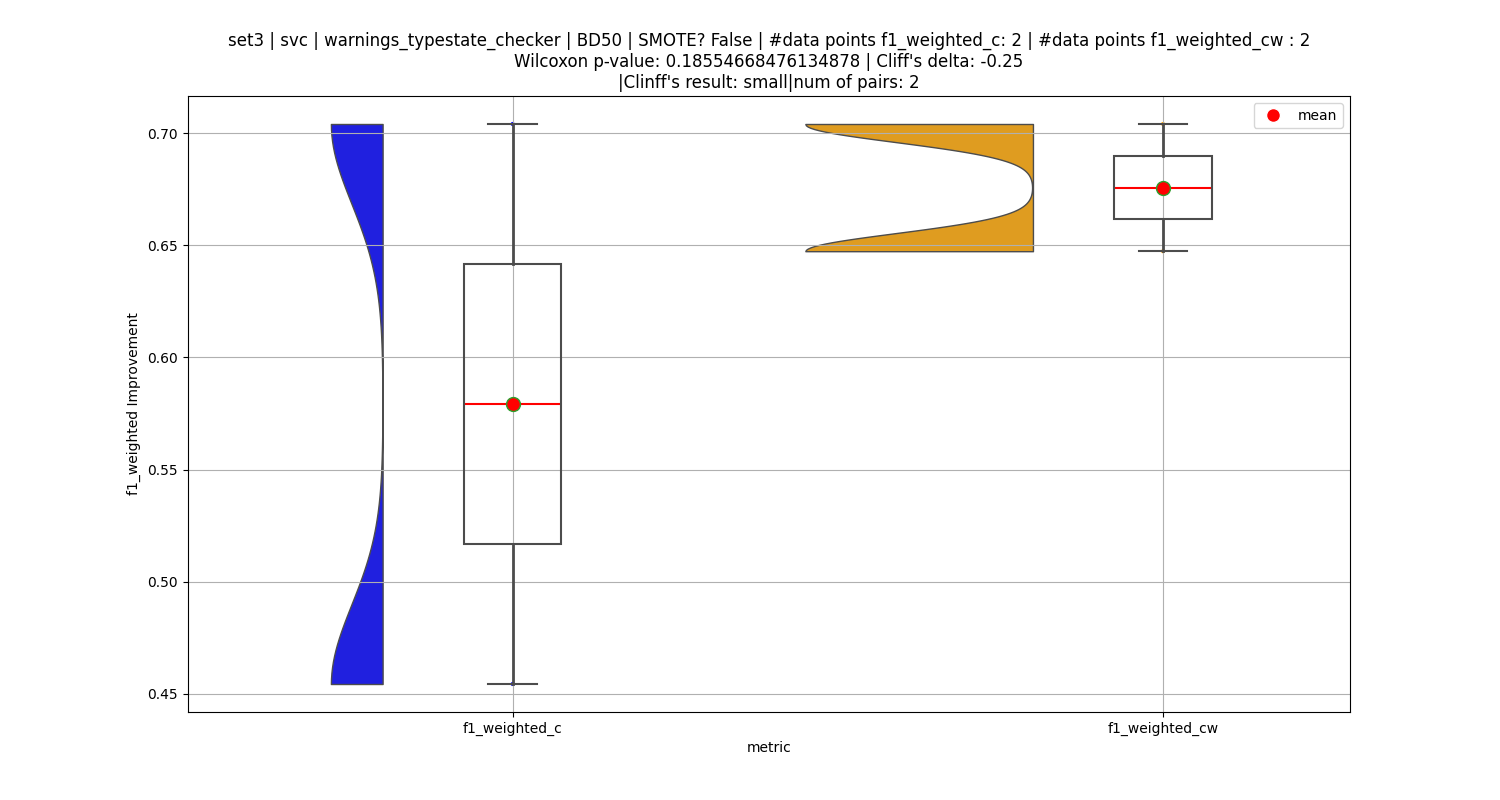 set3 | svc | warnings_typestate_checker | BD50 | SMOTE? False | #data points f1_weighted_c: 2 | #data points f1_weighted_cw : 2
Wilcoxon p-value: 0.18554668476134878 | Cliff's delta: -0.25
|Clinff's result: small|num of pairs: 2
mean
0.70
0.65
0.60
0.55
0.50
0.45
f1_weighted Improvement
f1_weighted_c
f1_weighted_cw
metric